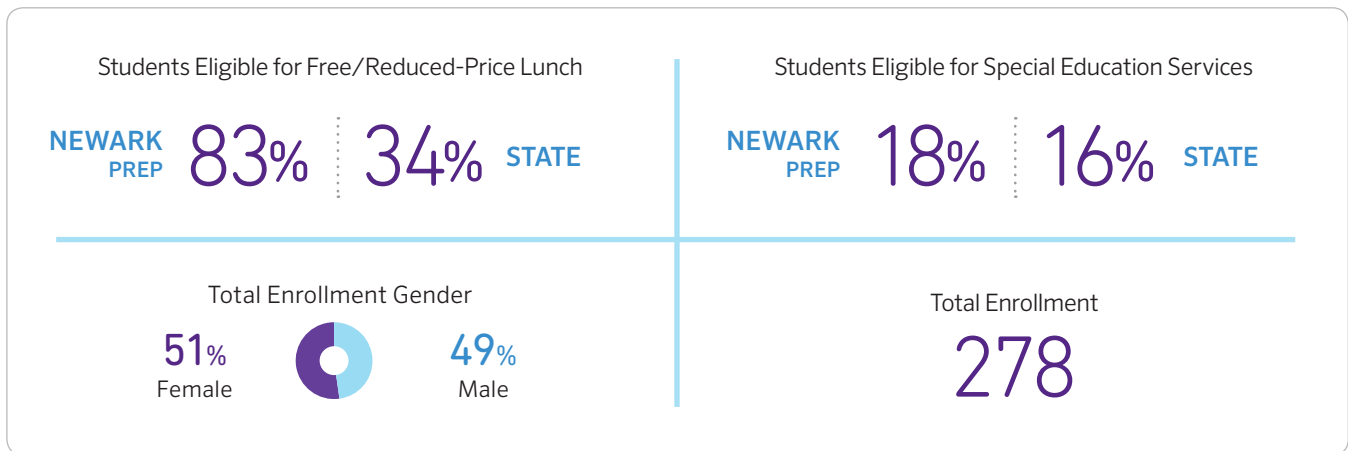 Students Eligible for Free/Reduced-Price Lunch
NEWARK
PREP
83%
34%
STATE
Students Eligible for Special Education Services
NEWARK
PREP
18%
16%
STATE
Total Enrollment Gender
51%
Female
49%
Male
Total Enrollment
278